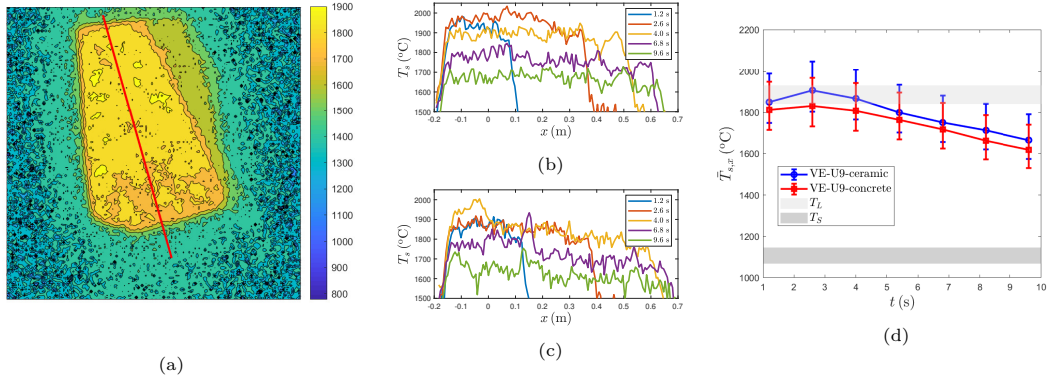 1900
1800
1700
1600
1500
1400
1300
1200
1100
1000
900
800
(a)
2000
1900
1800
1700
1600
1500
T_s (°C)
-0.2 -0.1 0 0.1 0.2 0.3 0.4 0.5 0.6 0.7
x (m)
1.2 s
2.6 s
4.0 s
6.8 s
9.6 s
(b)
2000
1900
1800
1700
1600
1500
T_s (°C)
-0.2 -0.1 0 0.1 0.2 0.3 0.4 0.5 0.6 0.7
x (m)
1.2 s
2.6 s
4.0 s
6.8 s
9.6 s
(c)
2200
2000
1800
1600
1400
1200
1000
T̄_{s,x} (°C)
VE-U9-ceramic
VE-U9-concrete
T_L
T_S
1 2 3 4 5 6 7 8 9 10
t (s)
(d)